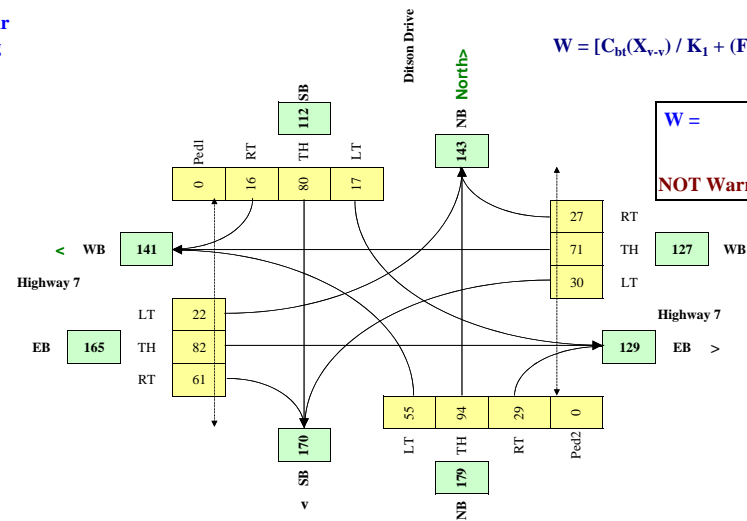 W = [Cbt(Xv-v) / K1 + (F
Ditson Drive
North>
NB
143
W =
NOT Warr
SB
112
Ped1
RT
TH
LT
0
16
80
17
27 RT
71 TH
30 LT
127 WB
< WB 141
Highway 7
LT 22
TH 82
RT 61
EB 165
Highway 7
129 EB >
55
94
29
0
LT
TH
RT
Ped2
170
SB
v
179
NB